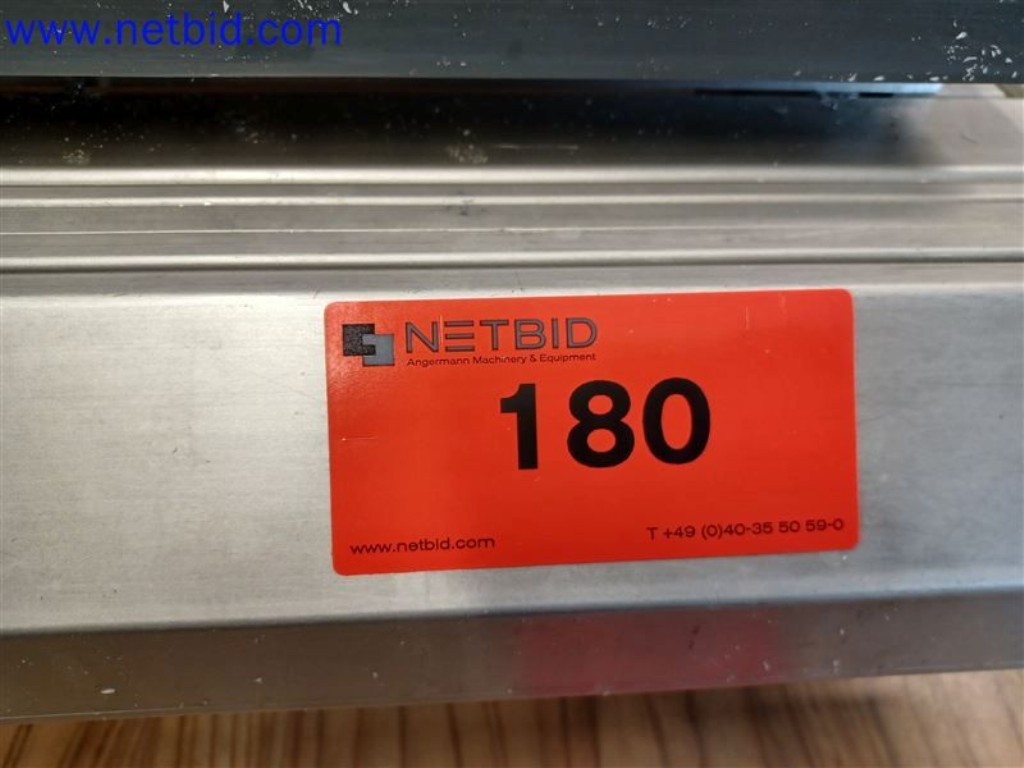 www.netbid.com
NETBID
Angermann Machinery & Equipment
180
www.netbid.com
T +49 (0)40-35 50 59-0